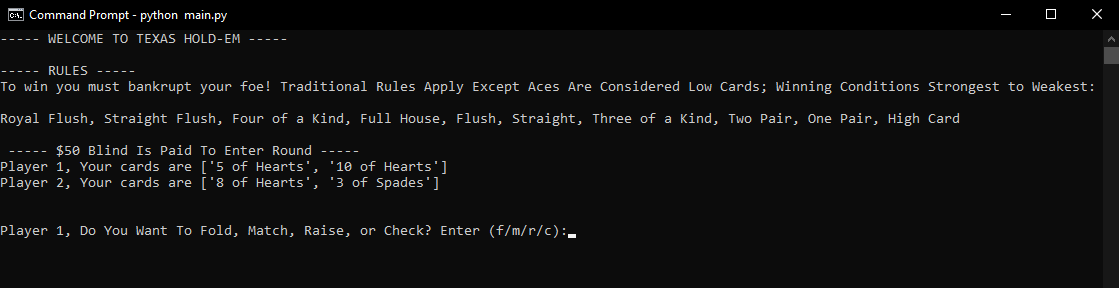 Command Prompt - python  main.py
----- WELCOME TO TEXAS HOLD-EM -----
----- RULES -----
To win you must bankrupt your foe! Traditional Rules Apply Except Aces Are Considered Low Cards; Winning Conditions Strongest to Weakest:
Royal Flush, Straight Flush, Four of a Kind, Full House, Flush, Straight, Three of a Kind, Two Pair, One Pair, High Card
----- $50 Blind Is Paid To Enter Round -----
Player 1, Your cards are ['5 of Hearts', '10 of Hearts']
Player 2, Your cards are ['8 of Hearts', '3 of Spades']
Player 1, Do You Want To Fold, Match, Raise, or Check? Enter (f/m/r/c):